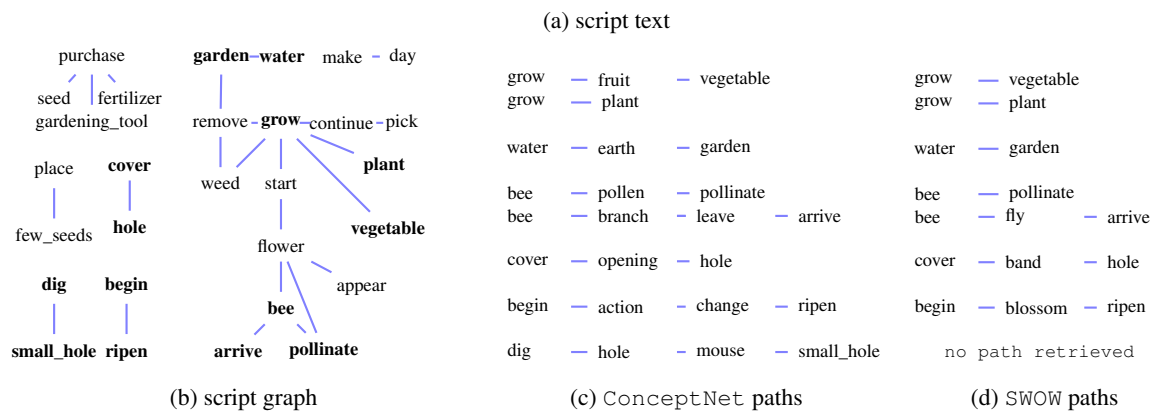 (a) script text
purchase
seed fertilizer
gardening_tool
place cover
few_seeds hole
dig begin
small_hole ripen
garden water make day
remove grow continue pick
weed start plant
vegetable
flower
appear
bee
arrive pollinate
(b) script graph
grow fruit vegetable
grow plant
water earth garden
bee pollen pollinate
bee branch leave arrive
cover opening hole
begin action change ripen
dig hole mouse small_hole
(c) ConceptNet paths
grow vegetable
grow plant
water garden
bee pollinate
bee fly arrive
cover band hole
begin blossom ripen
no path retrieved
(d) SWOW paths